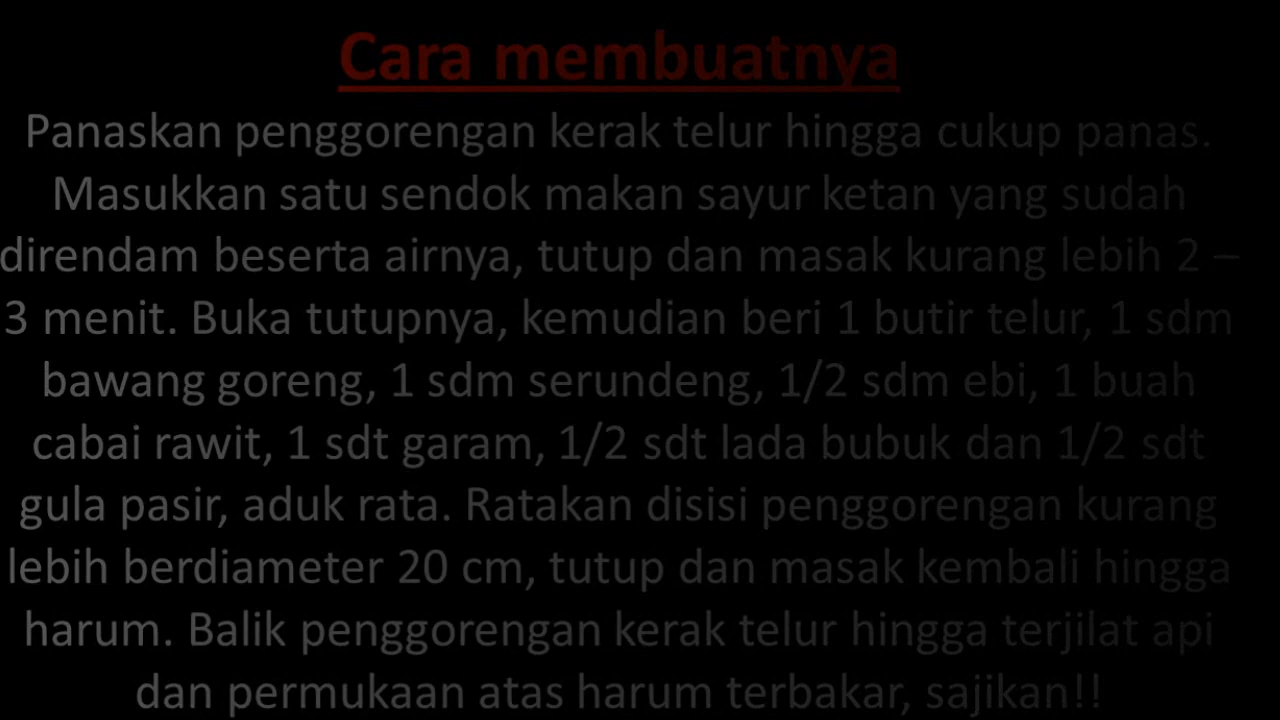 Cara membuatnya
Panaskan penggorengan kerak telur hingga cukup panas.
Masukkan satu sendok makan sayur ketan yang sudah
direndam beserta airnya, tutup dan masak kurang lebih 2 –
3 menit. Buka tutupnya, kemudian beri 1 butir telur, 1 sdm
bawang goreng, 1 sdm serundeng, 1/2 sdm ebi, 1 buah
cabai rawit, 1 sdt garam, 1/2 sdt lada bubuk dan 1/2 sdt
gula pasir, aduk rata. Ratakan disisi penggorengan kurang
lebih berdiameter 20 cm, tutup dan masak kembali hingga
harum. Balik penggorengan kerak telur hingga terjilat api
dan permukaan atas harum terbakar, sajikan!!